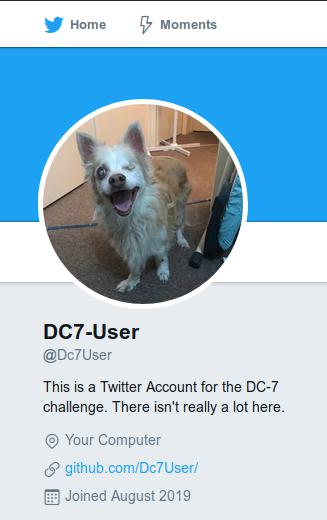 Home Moments
DC7-User
@Dc7User
This is a Twitter Account for the DC-7
challenge. There isn't really a lot here.
Your Computer
github.com/Dc7User/
Joined August 2019